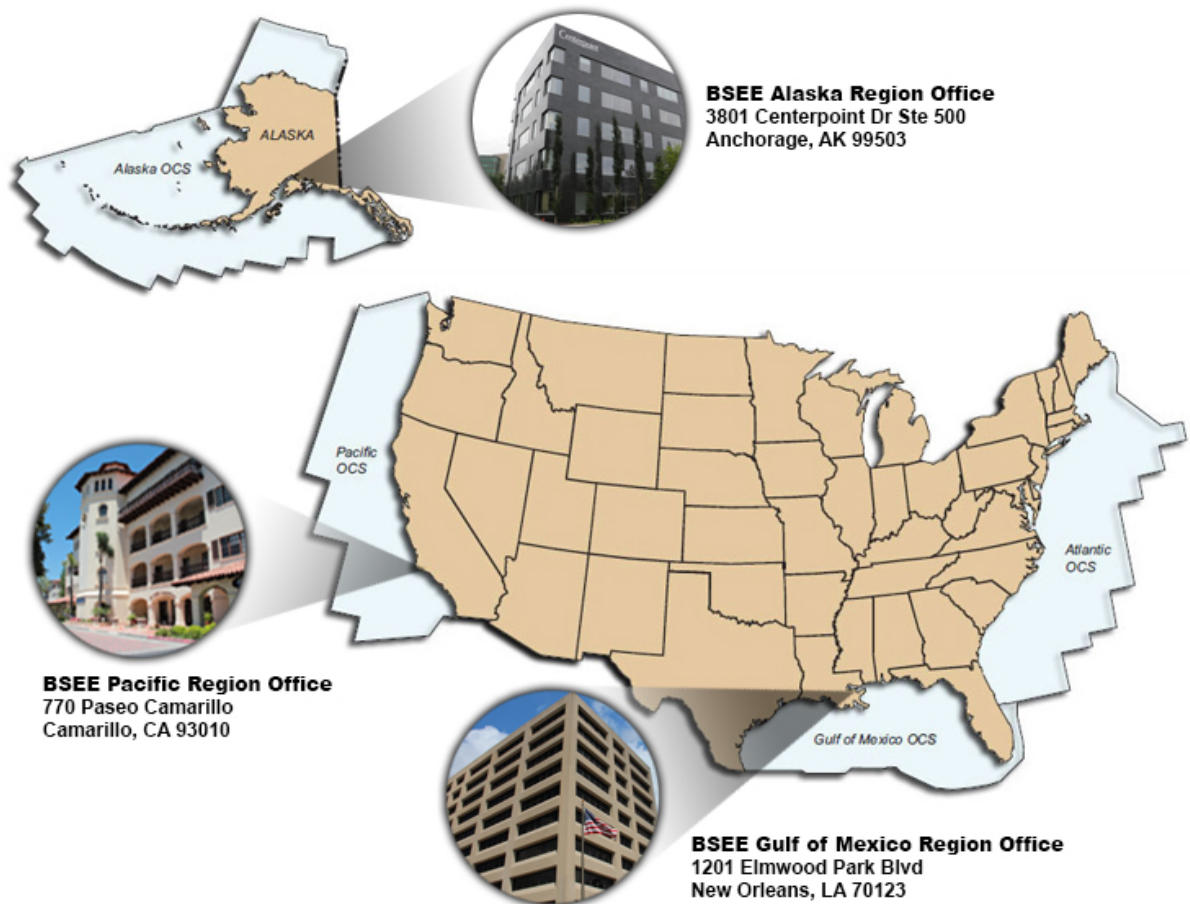 Centerpoint
BSEE Alaska Region Office
3801 Centerpoint Dr Ste 500
Anchorage, AK 99503
ALASKA
Alaska OCS
Pacific
OCS
Atlantic
OCS
BSEE Pacific Region Office
770 Paseo Camarillo
Camarillo, CA 93010
Gulf of Mexico OCS
BSEE Gulf of Mexico Region Office
1201 Elmwood Park Blvd
New Orleans, LA 70123